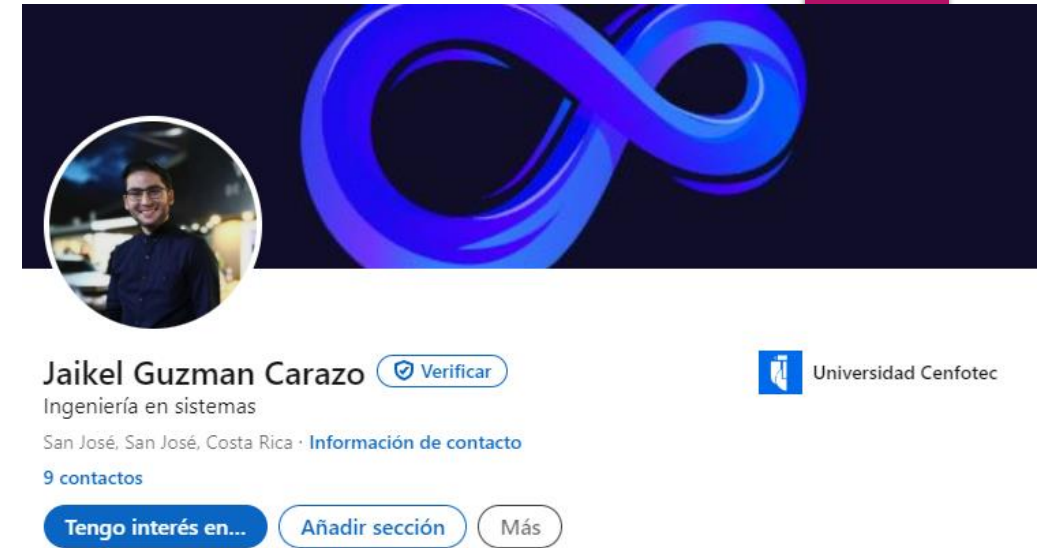 Jaikel Guzman Carazo Verificar
Universidad Cenfotec
Ingeniería en sistemas
San José, San José, Costa Rica · Información de contacto
9 contactos
Tengo interés en... Añadir sección Más